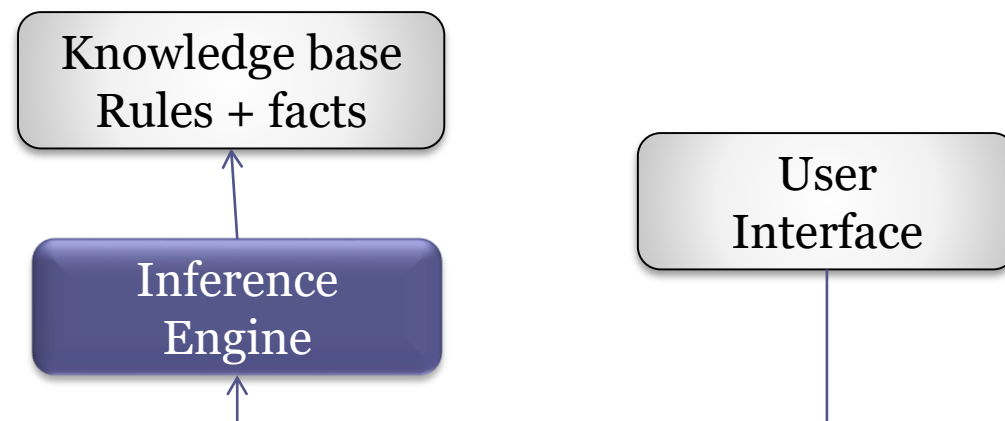 Knowledge base
Rules + facts
User
Interface
Inference
Engine